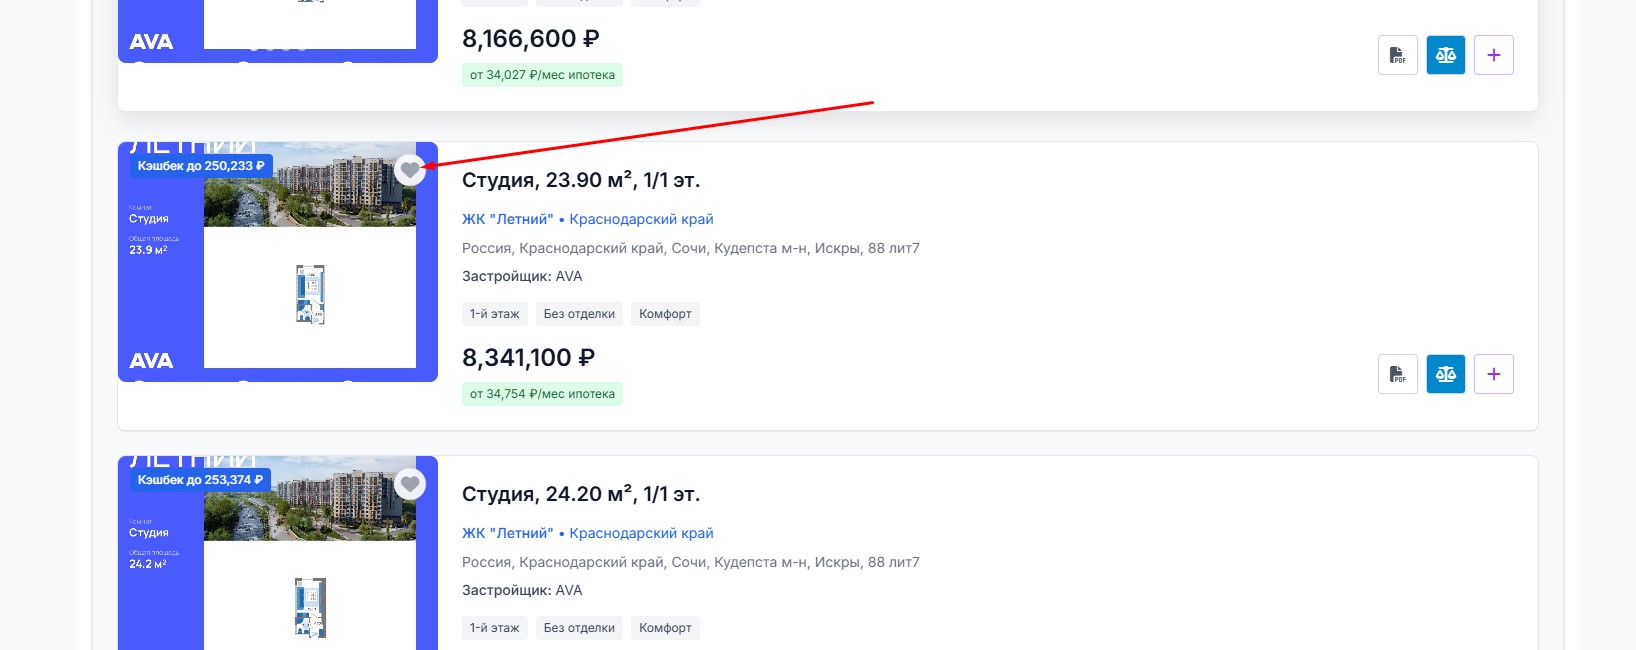 AVA
8,166,600 ₽
от 34,027 ₽/мес ипотека
PDF
ЛЕТНИЙ
Кэшбек до 250,233 ₽
Комнат
Студия
Общая площадь
23.9 м²
AVA
Студия, 23.90 м², 1/1 эт.
ЖК "Летний" • Краснодарский край
Россия, Краснодарский край, Сочи, Кудепста м-н, Искры, 88 лит7
Застройщик: AVA
1-й этаж Без отделки Комфорт
8,341,100 ₽
от 34,754 ₽/мес ипотека
PDF
ЛЕТНИЙ
Кэшбек до 253,374 ₽
Комнат
Студия
Общая площадь
24.2 м²
Студия, 24.20 м², 1/1 эт.
ЖК "Летний" • Краснодарский край
Россия, Краснодарский край, Сочи, Кудепста м-н, Искры, 88 лит7
Застройщик: AVA
1-й этаж Без отделки Комфорт